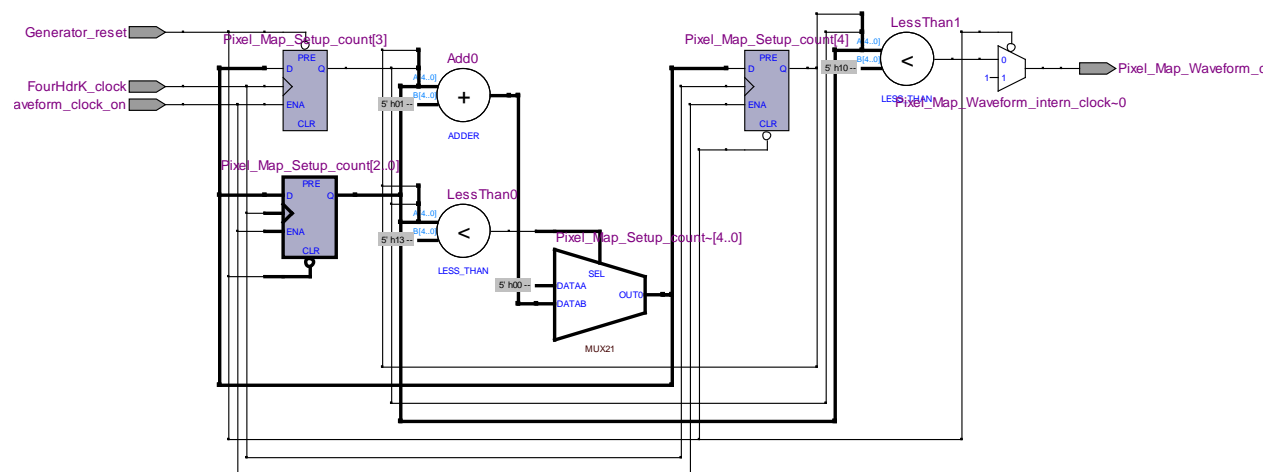 Generator_reset
FourHdrK_clock
aveform_clock_on
Pixel_Map_Setup_count[3]
PRE
D
Q
ENA
CLR
Pixel_Map_Setup_count[2..0]
PRE
D
Q
ENA
CLR
Add0
A[4..0]
B[4..0]
5' h01 --
+
ADDER
LessThan0
A[4..0]
B[4..0]
5' h13 --
<
LESS_THAN
Pixel_Map_Setup_count~[4..0]
SEL
5' h00 --
DATAA
DATAB
OUT0
MUX21
Pixel_Map_Setup_count[4]
PRE
D
Q
ENA
CLR
LessThan1
A[4..0]
B[4..0]
5' h10 --
<
LESS_THAN
0
1
1
Pixel_Map_Waveform_intern_clock~0
Pixel_Map_Waveform_c